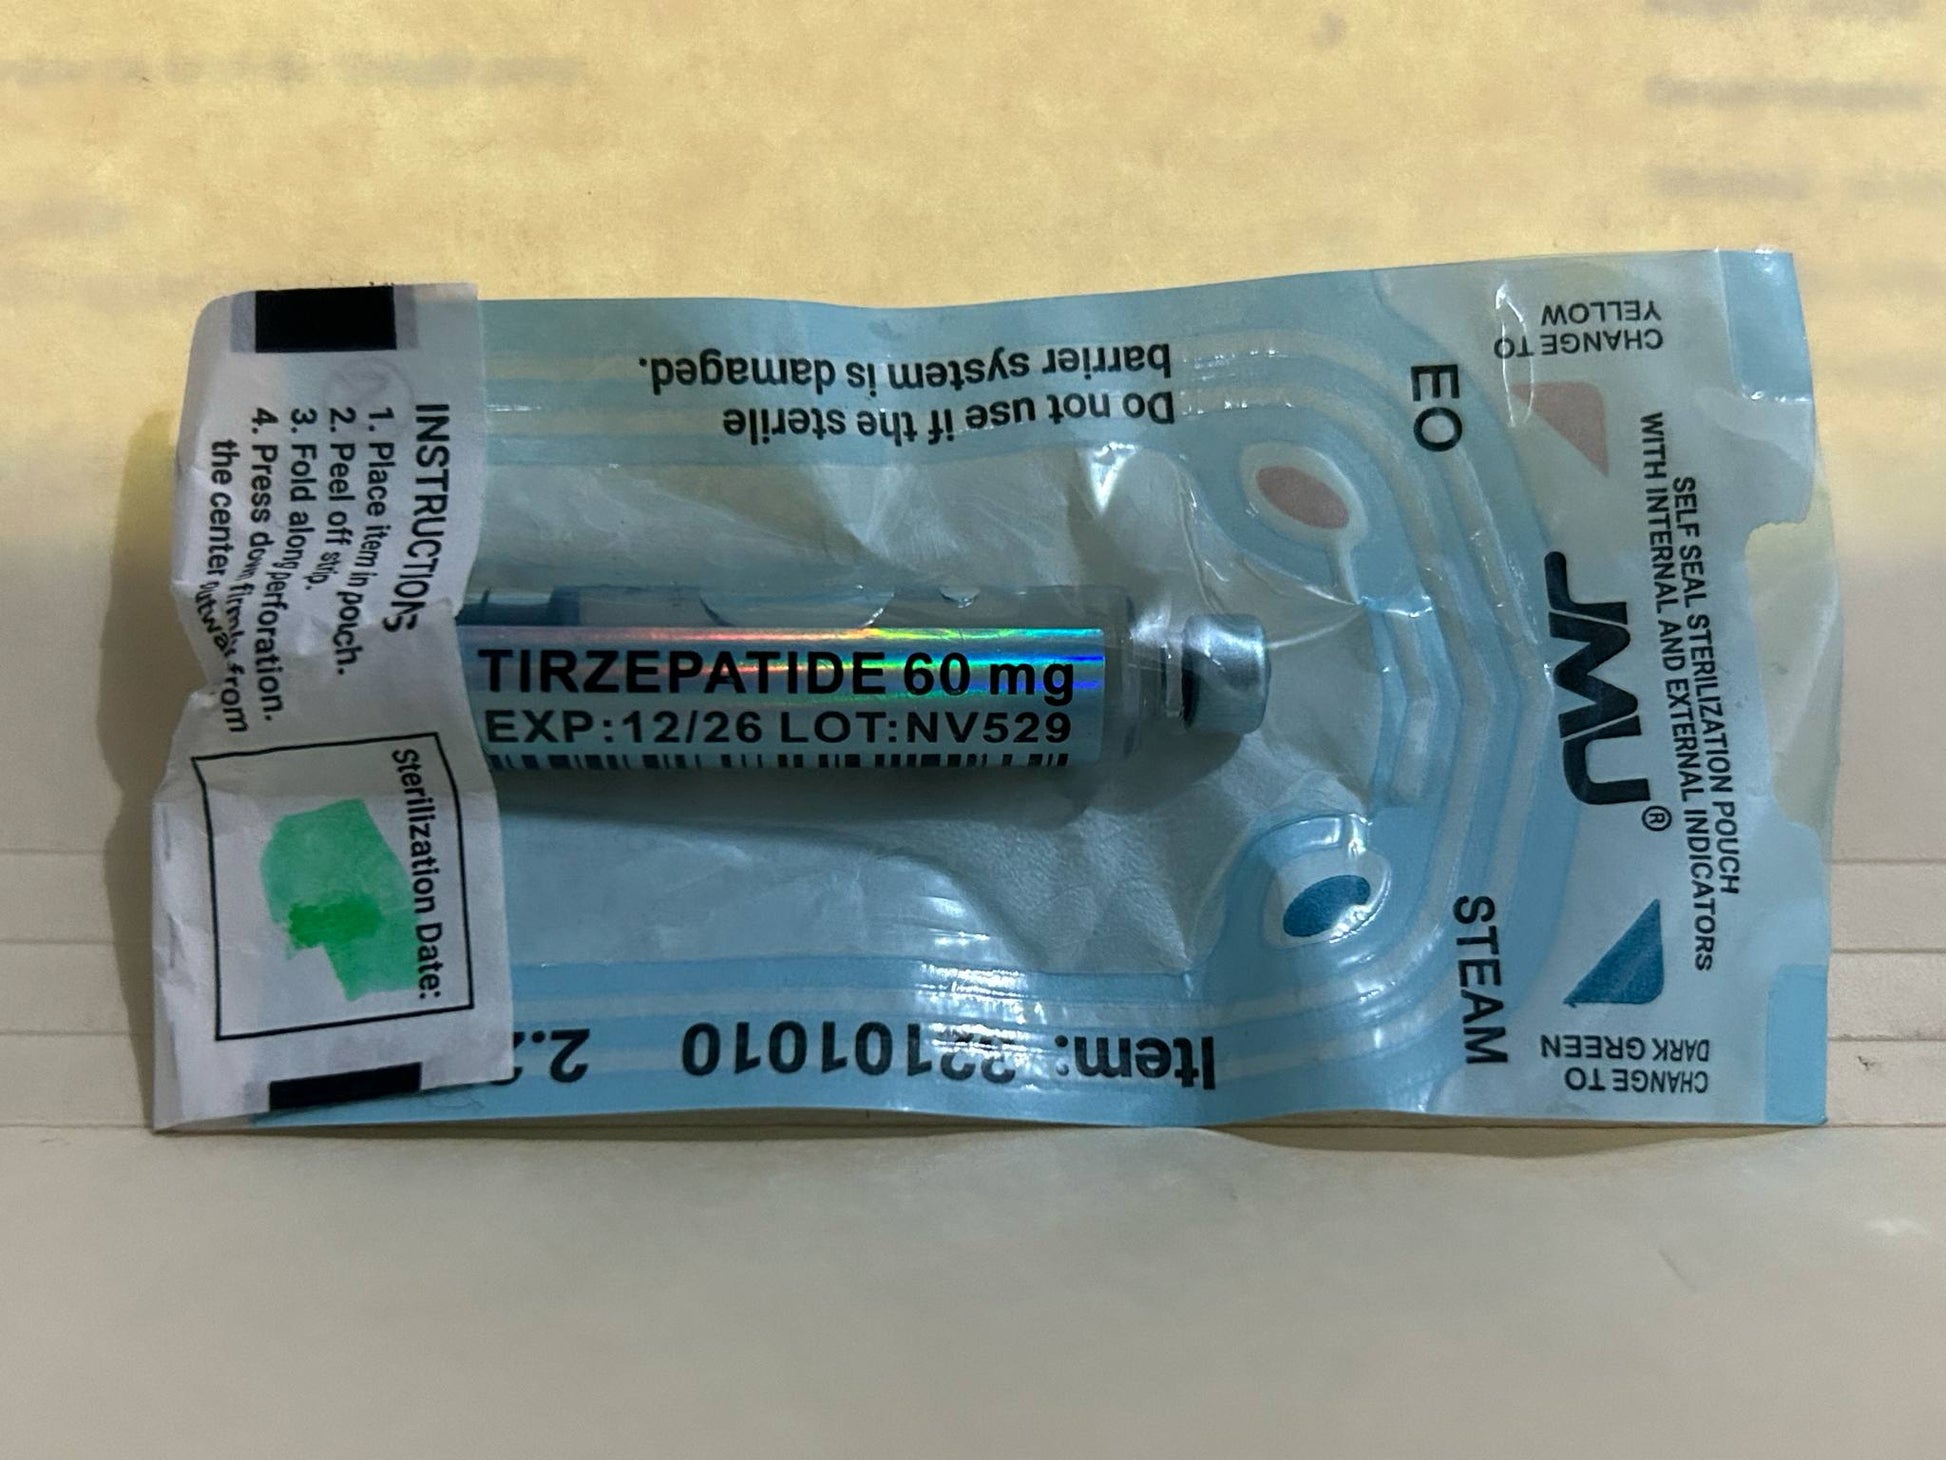 INSTRUCTIONS
1. Place item in pouch.
2. Peel off strip.
3. Fold along perforation.
4. Press down firmly from
the center outward
Sterilization Date:
Do not use if the sterile
barrier system is damaged.
TIRZEPATIDE 60 mg
EXP:12/26 LOT:NV529
Item: 22101010
2.
EO
CHANGE TO
YELLOW
STEAM
CHANGE TO
DARK GREEN
JMU®
SELF SEAL STERILIZATION POUCH
WITH INTERNAL AND EXTERNAL INDICATORS